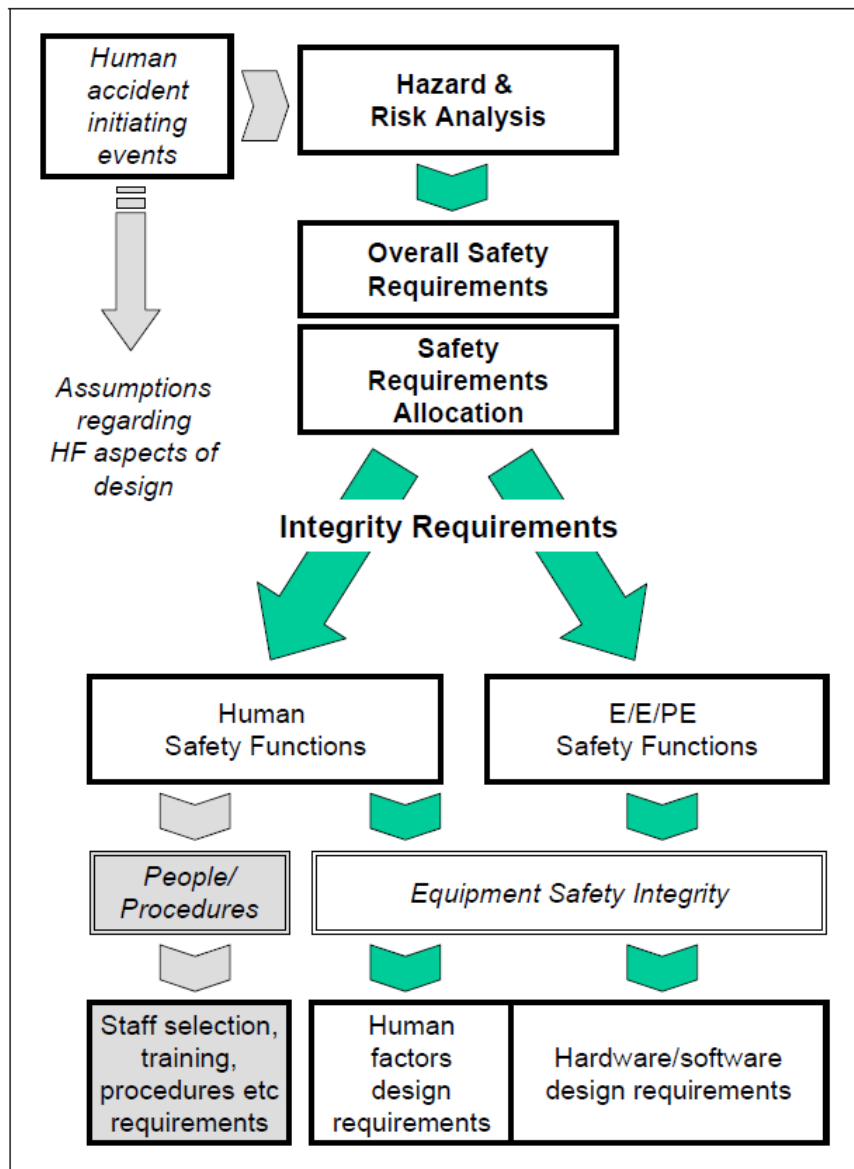 Human
accident
initiating
events
Hazard &
Risk Analysis
Overall Safety
Requirements
Safety
Requirements
Allocation
Assumptions
regarding
HF aspects of
design
Integrity Requirements
Human
Safety Functions
E/E/PE
Safety Functions
People/
Procedures
Equipment Safety Integrity
Staff selection,
training,
procedures etc
requirements
Human
factors
design
requirements
Hardware/software
design requirements